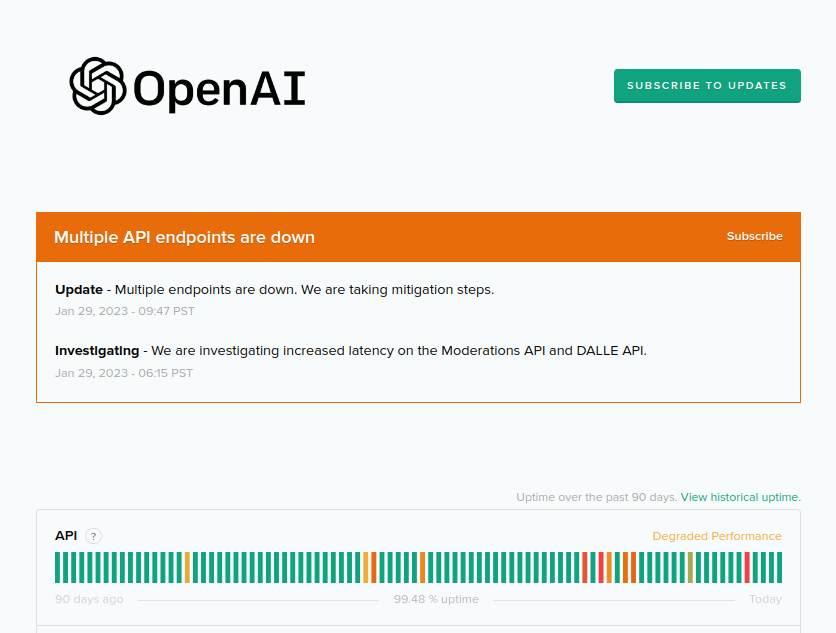 OpenAI
SUBSCRIBE TO UPDATES
Multiple API endpoints are down
Subscribe
Update - Multiple endpoints are down. We are taking mitigation steps.
Jan 29, 2023 - 09:47 PST
Investigating - We are investigating increased latency on the Moderations API and DALLE API.
Jan 29, 2023 - 06:15 PST
Uptime over the past 90 days. View historical uptime.
API ? Degraded Performance
90 days ago 99.48 % uptime Today